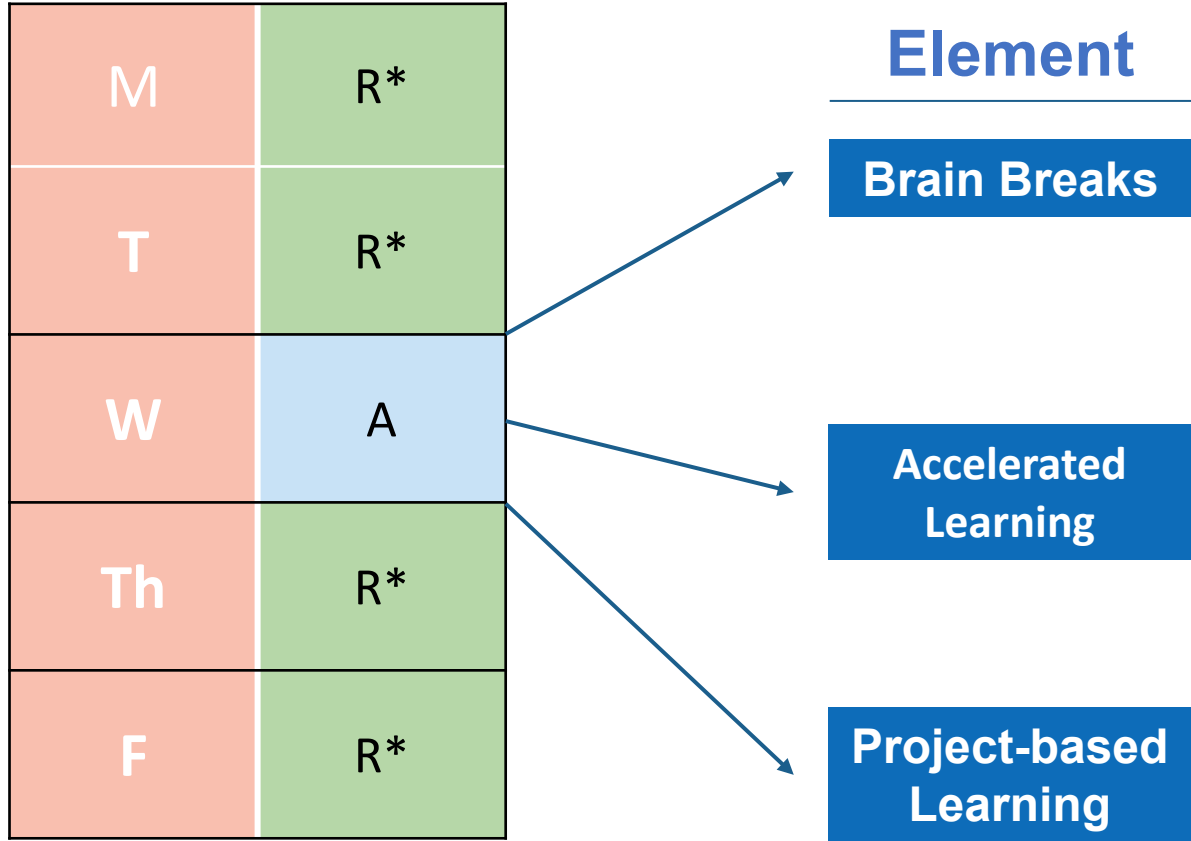 M R*
T R*
W A
Th R*
F R*
Element
Brain Breaks
Accelerated
Learning
Project-based
Learning